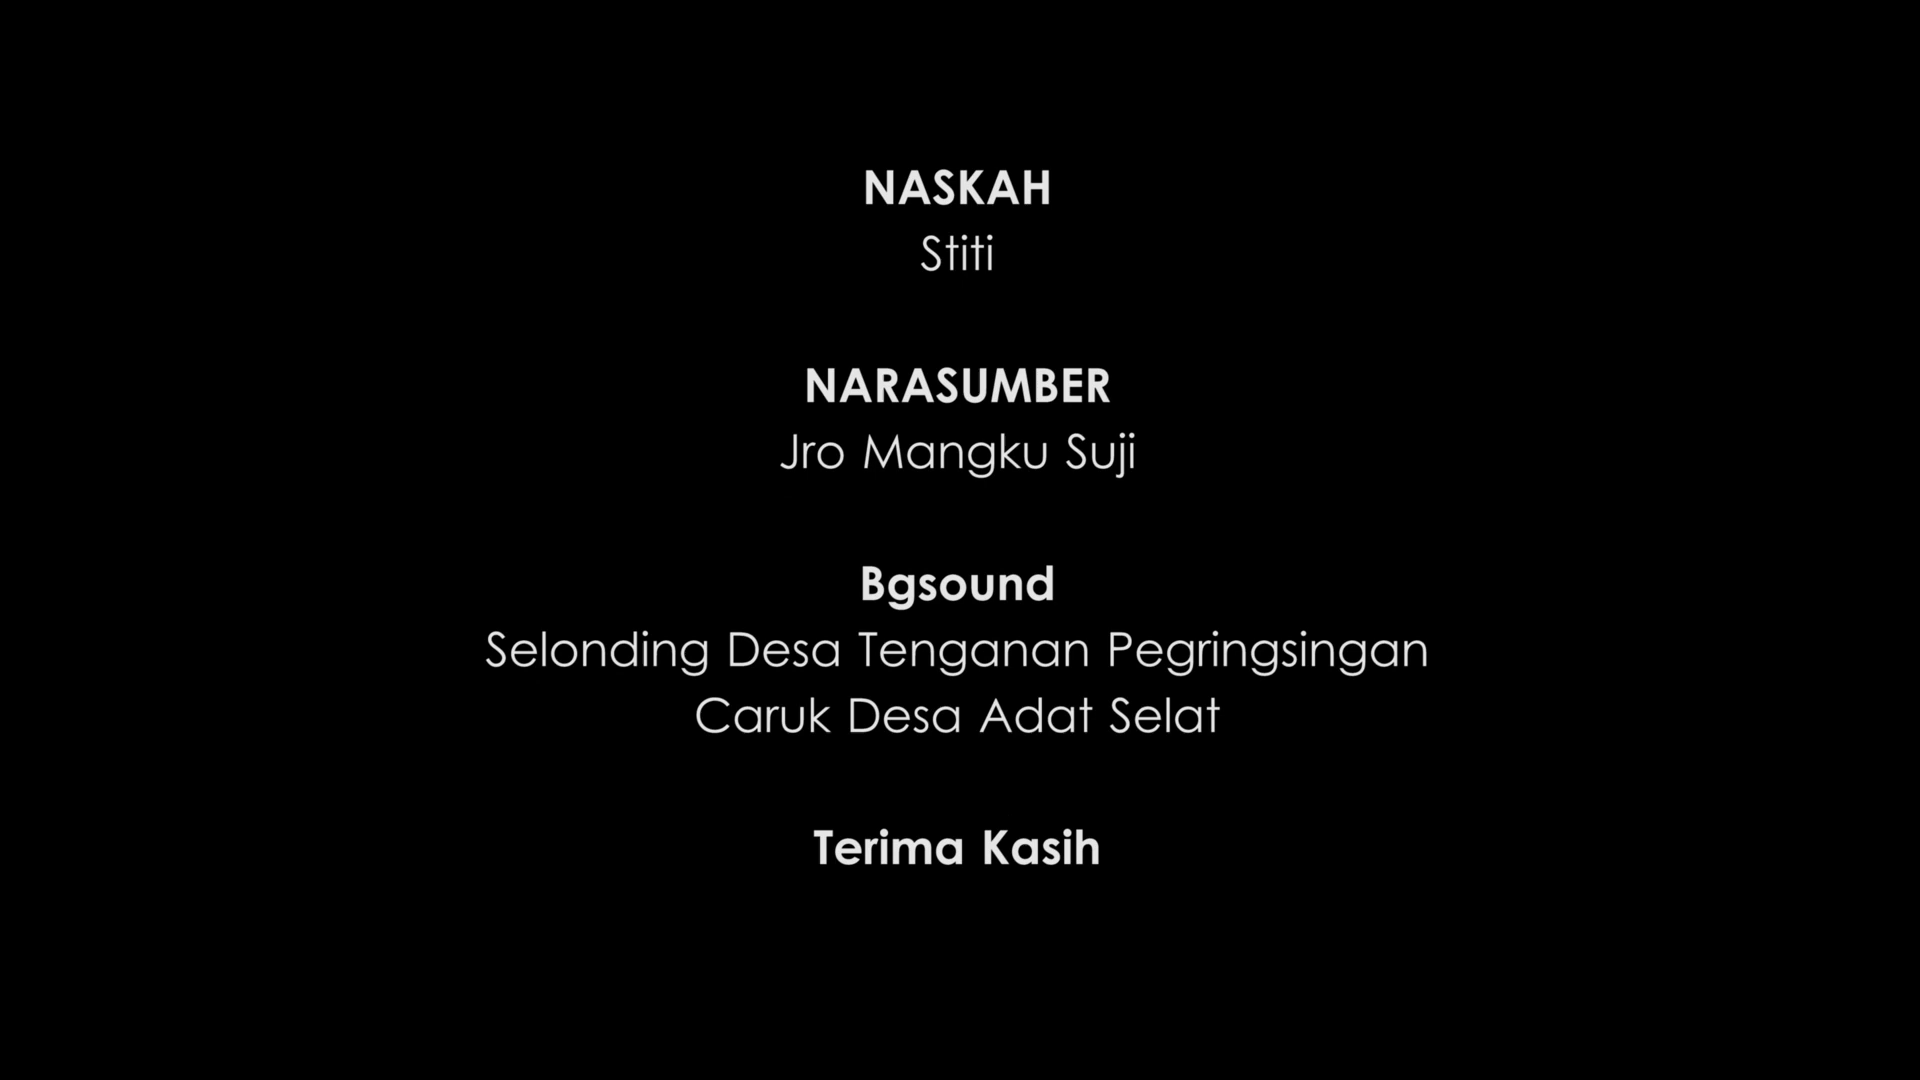 NASKAH
Stiti
NARASUMBER
Jro Mangku Suji
Bgsound
Selonding Desa Tenganan Pegringsingan
Caruk Desa Adat Selat
Terima Kasih